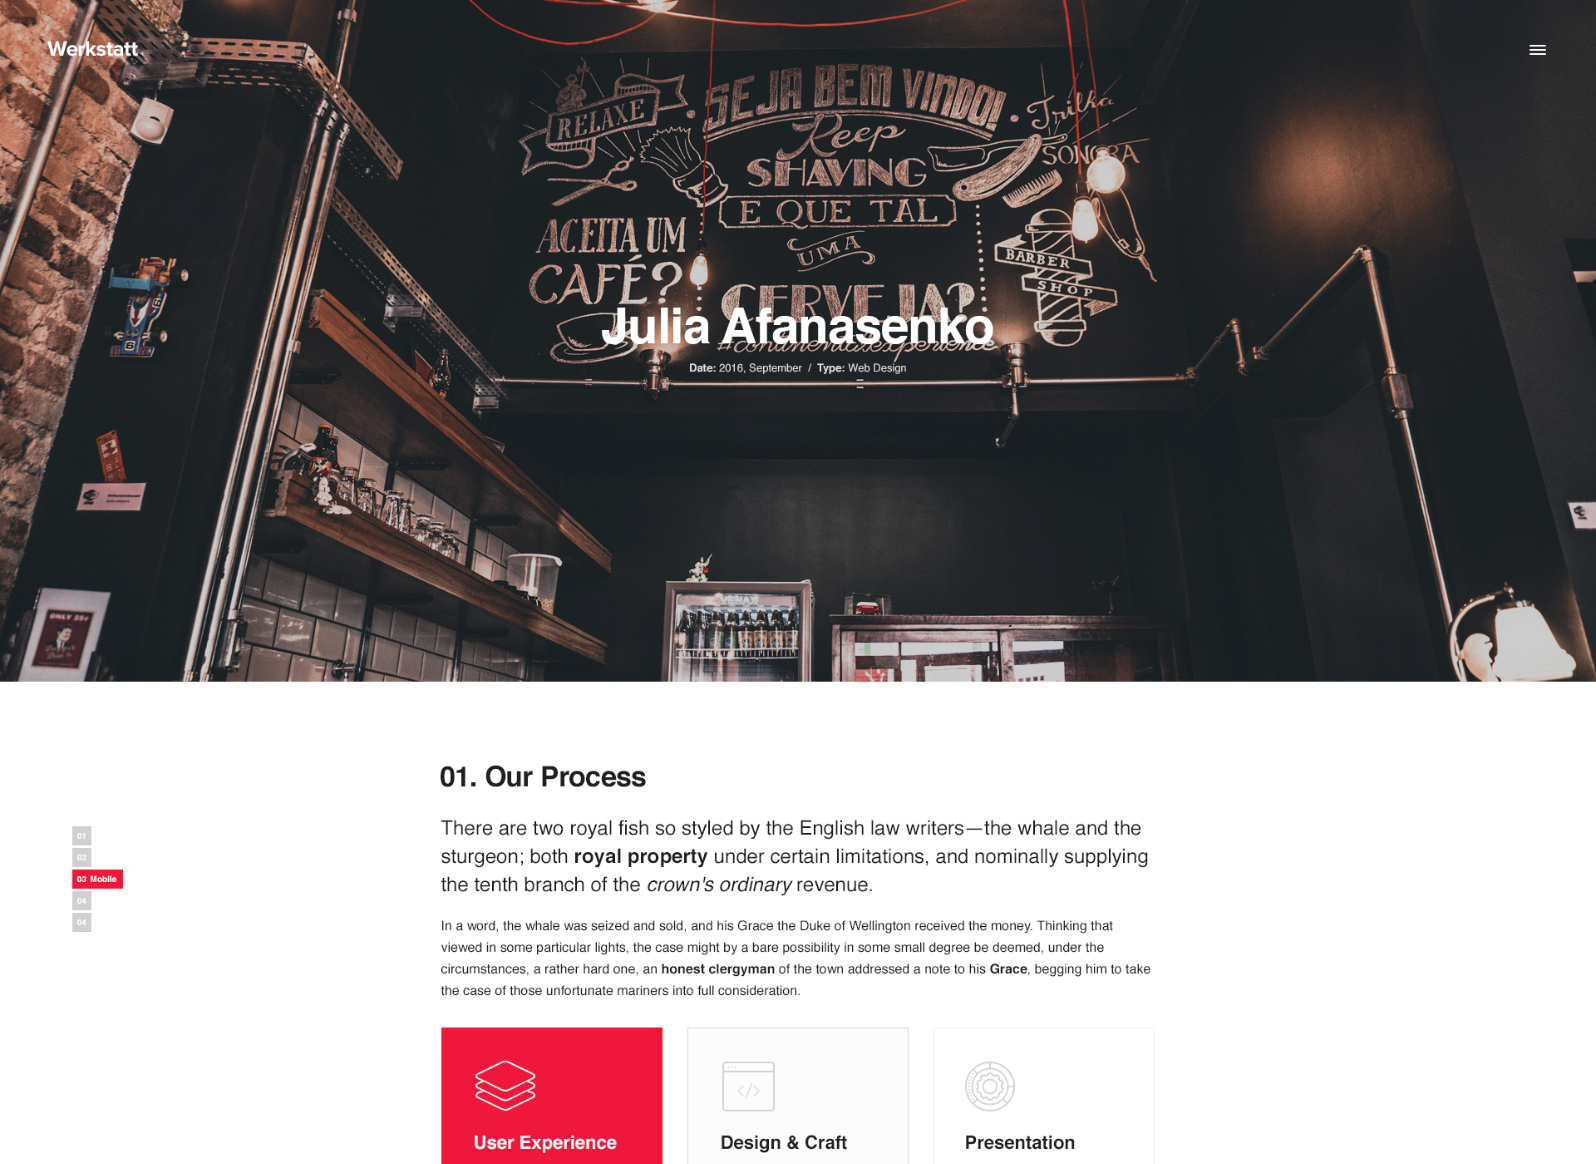 Werkstatt
RELAXE
SEJA BEM VINDO!
Trilha
SONORA
Keep
SHAVING
E QUE TAL
UMA
CERVEJA?
ACEITA UM
CAFÉ?
BARBER
SHOP
#continentalexperience
Julia Afanasenko
Date: 2016, September / Type: Web Design
ONLY 25¢
01. Our Process
There are two royal fish so styled by the English law writers—the whale and the
sturgeon; both royal property under certain limitations, and nominally supplying
the tenth branch of the crown's ordinary revenue.
01
02
03 Mobile
04
04
In a word, the whale was seized and sold, and his Grace the Duke of Wellington received the money. Thinking that
viewed in some particular lights, the case might by a bare possibility in some small degree be deemed, under the
circumstances, a rather hard one, an honest clergyman of the town addressed a note to his Grace, begging him to take
the case of those unfortunate mariners into full consideration.
User Experience
Design & Craft
Presentation